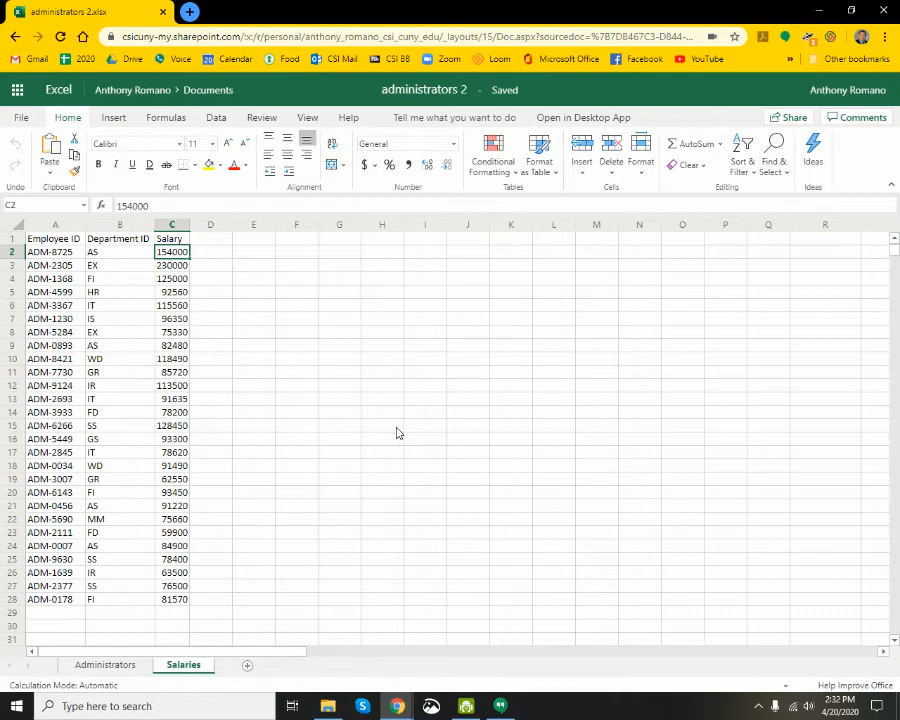 administrators 2.xlsx
csicuny-my.sharepoint.com/:x:/r/personal/anthony_romano_csi_cuny_edu/_layouts/15/Doc.aspx?sourcedoc=%7B7DB467C3-D844-...
Gmail 2020 Drive Voice Calendar Food CSI Mail CSI BB Zoom Loom Microsoft Office Facebook YouTube » Other bookmarks
Excel Anthony Romano > Documents administrators 2 - Saved Anthony Romano
File Home Insert Formulas Data Review View Help Tell me what you want to do Open in Desktop App Share Comments
Calibri 11 General AutoSum
Paste B I U D ab A $ % Conditional Format Insert Delete Format Clear Sort & Find & Ideas
Formatting as Table Filter Select
Undo Clipboard Font Alignment Number Tables Cells Editing Ideas
C2 fx 154000
A B C D E F G H I J K L M N O P Q R
1 Employee ID Department ID Salary
2 ADM-8725 AS 154000
3 ADM-2305 EX 230000
4 ADM-1368 FI 125000
5 ADM-4599 HR 92560
6 ADM-3367 IT 115560
7 ADM-1230 IS 96350
8 ADM-5284 EX 75330
9 ADM-0893 AS 82480
10 ADM-8421 WD 118490
11 ADM-7730 GR 85720
12 ADM-9124 IR 113500
13 ADM-2693 IT 91635
14 ADM-3933 FD 78200
15 ADM-6266 SS 128450
16 ADM-5449 GS 93300
17 ADM-2845 IT 78620
18 ADM-0034 WD 91490
19 ADM-3007 GR 62550
20 ADM-6143 FI 93450
21 ADM-0456 AS 91220
22 ADM-5690 MM 75660
23 ADM-2111 FD 59900
24 ADM-0007 AS 84900
25 ADM-9630 SS 78400
26 ADM-1639 IR 63500
27 ADM-2377 SS 76500
28 ADM-0178 FI 81570
29
30
31
Administrators Salaries
Calculation Mode: Automatic Help Improve Office
Type here to search 2:32 PM
4/20/2020